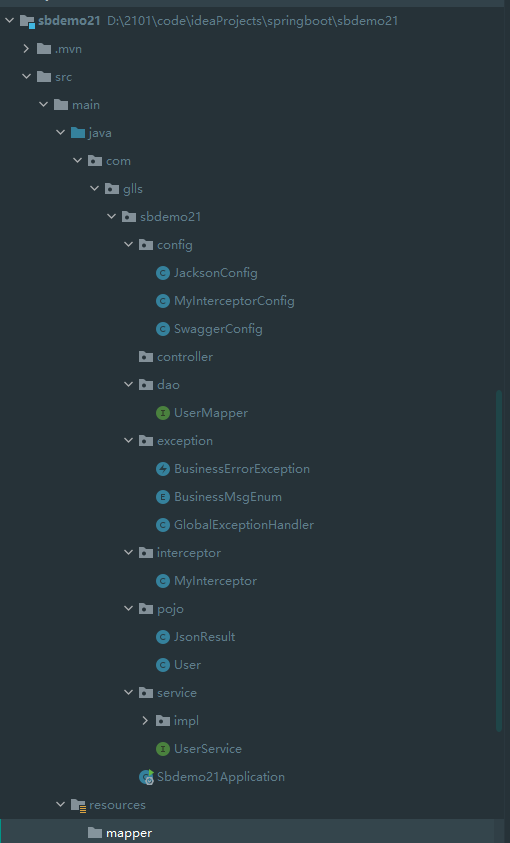 sbdemo21 D:\2101\code\ideaProjects\springboot\sbdemo21
.mvn
src
main
java
com
glls
sbdemo21
config
JacksonConfig
MyInterceptorConfig
SwaggerConfig
controller
dao
UserMapper
exception
BusinessErrorException
BusinessMsgEnum
GlobalExceptionHandler
interceptor
MyInterceptor
pojo
JsonResult
User
service
impl
UserService
Sbdemo21Application
resources
mapper